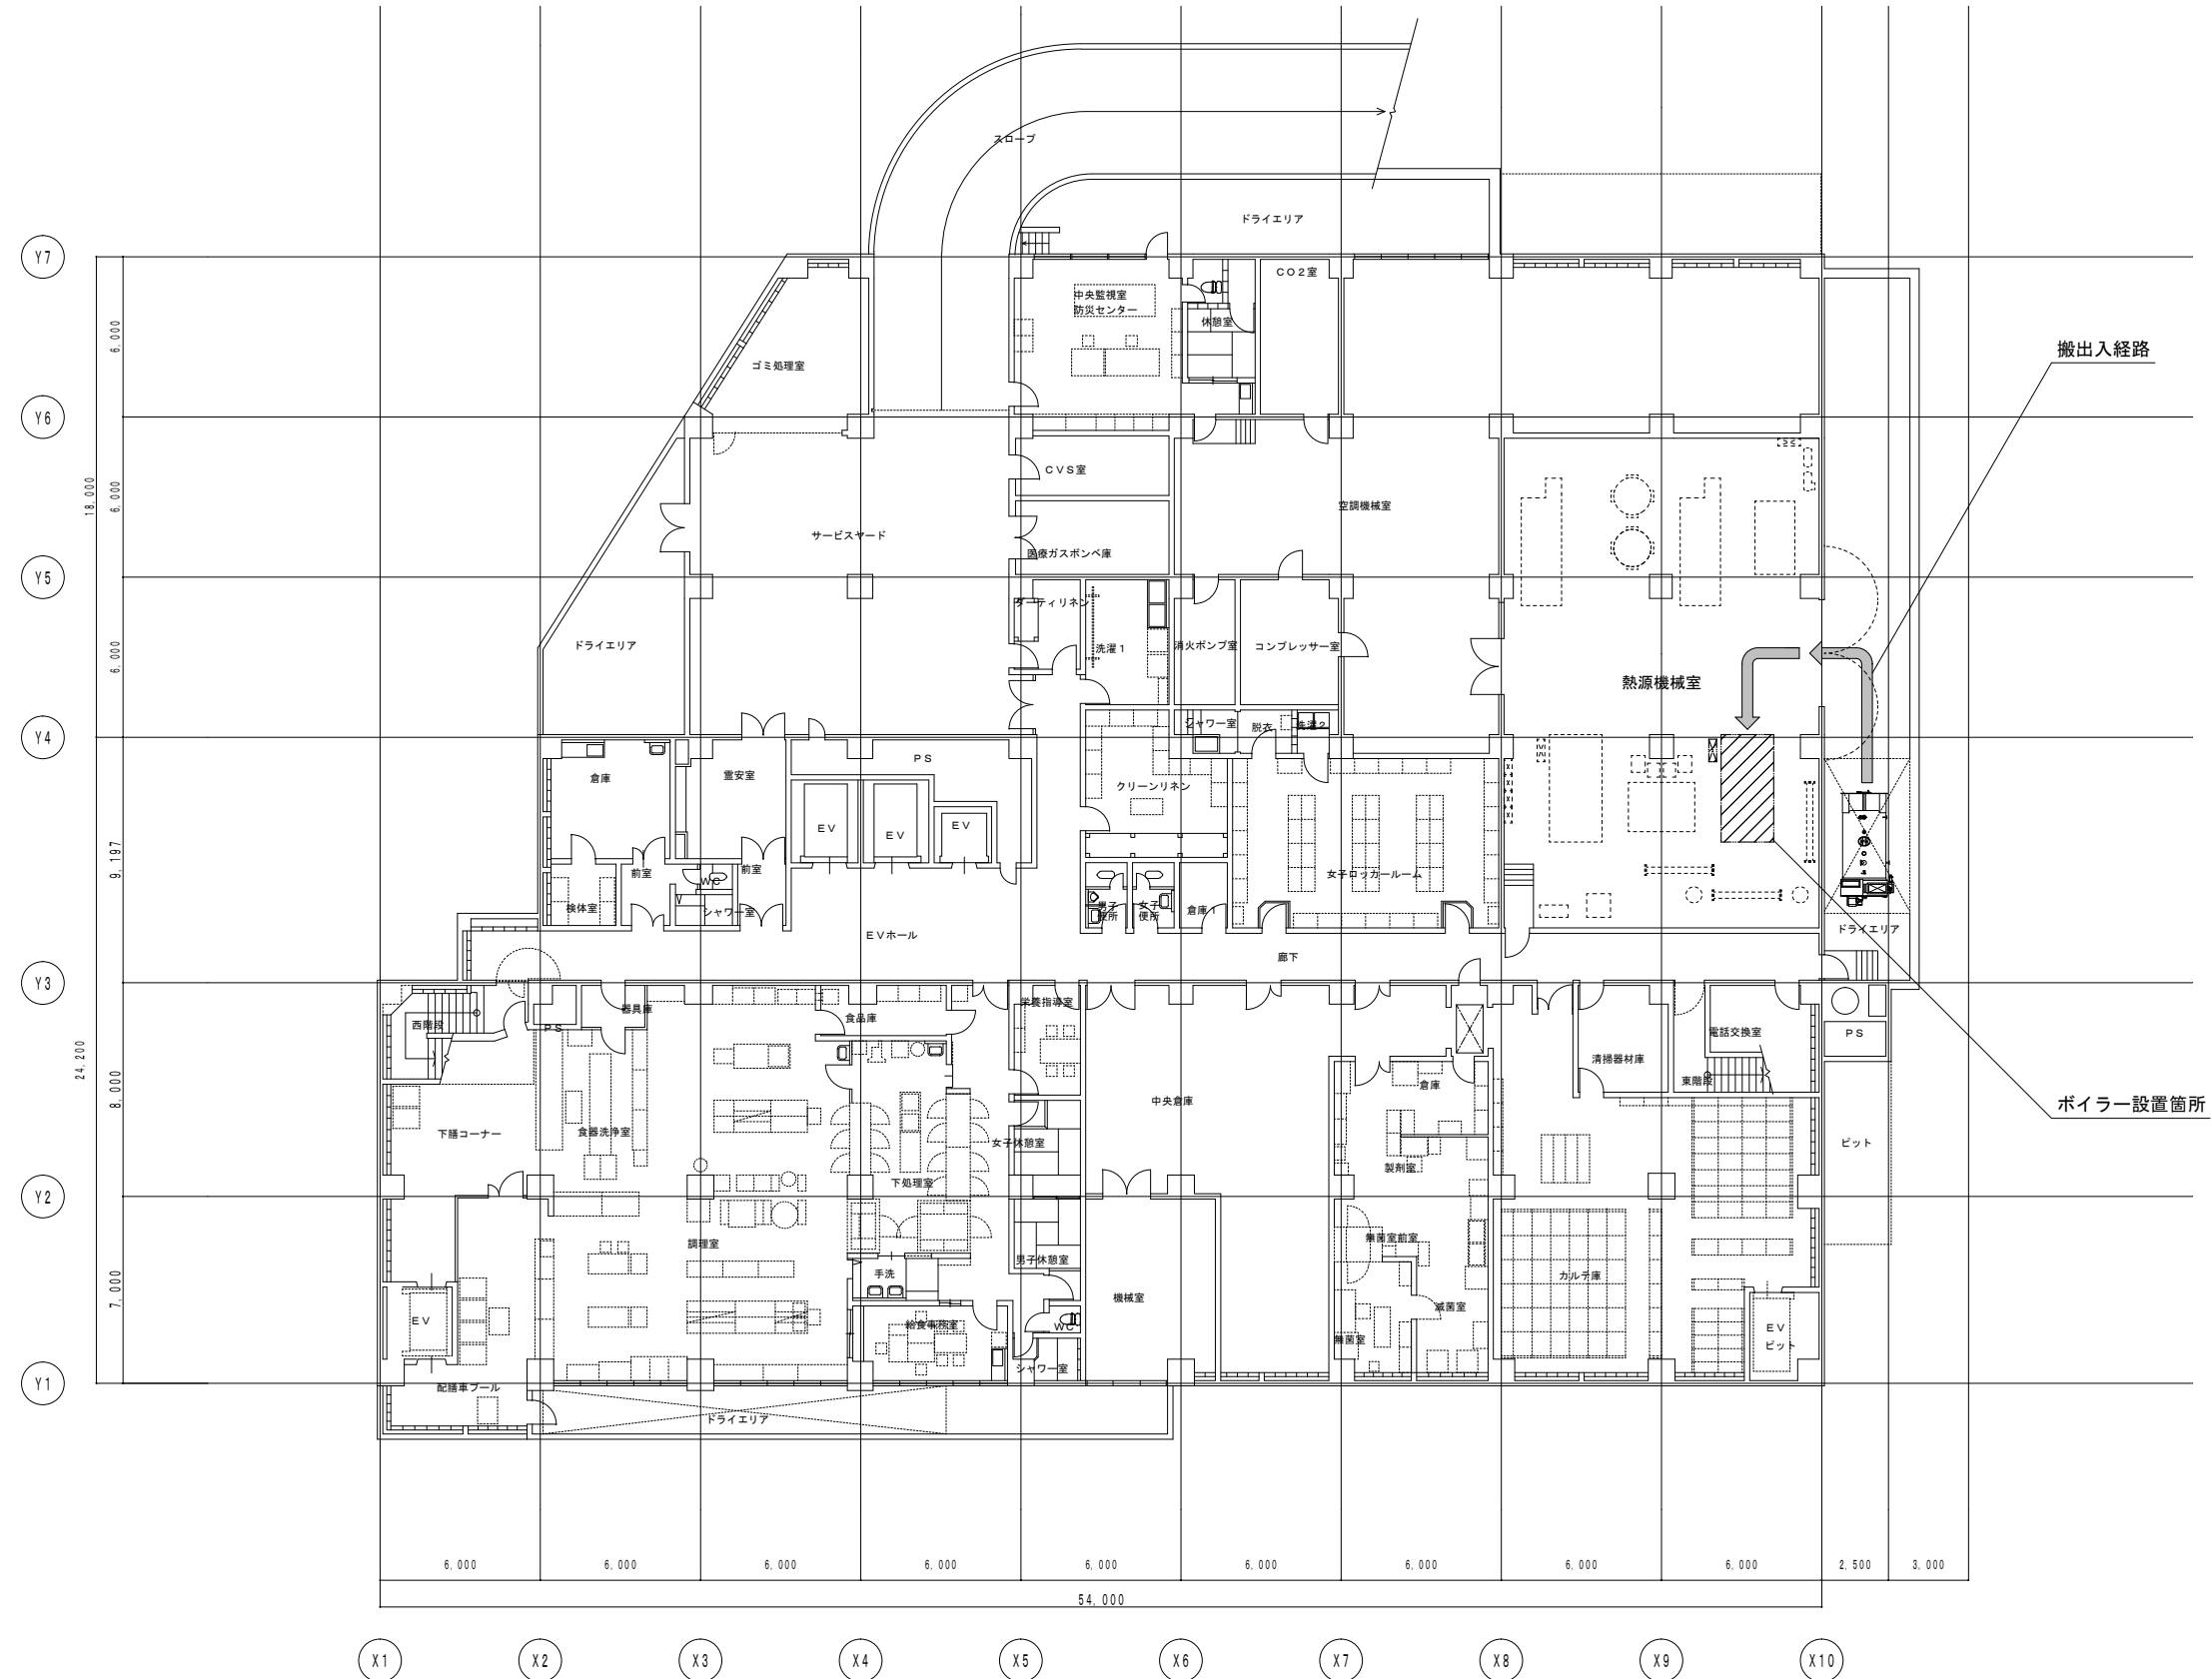 スロープ
ドライエリア
Y7
CO2室
中央監視室
防災センター
休憩室
6,000
搬出入経路
ゴミ処理室
Y6
CVS室
18,000
6,000
空調機械室
サービスヤード
医療ガスボンベ庫
Y5
ダーティリネン
ドライエリア
洗濯1
消火ポンプ室
コンプレッサー室
6,000
熱源機械室
シャワー室
脱衣
洗濯2
Y4
PS
倉庫
霊安室
クリーンリネン
EV
EV
EV
9,197
前室
WC
前室
女子ロッカールーム
検体室
シャワー室
男子
便所
女子
便所
倉庫1
EVホール
ドライエリア
廊下
Y3
器具庫
栄養指導室
食品庫
西階段
PS
電話交換室
PS
24,200
清掃器材庫
東階段
倉庫
8,000
中央倉庫
ボイラー設置箇所
下膳コーナー
食器洗浄室
女子休憩室
ピット
製剤室
下処理室
Y2
無菌室前室
調理室
男子休憩室
手洗
カルテ庫
7,000
機械室
滅菌室
EV
給食事務室
WC
無菌室
EV
ピット
シャワー室
Y1
配膳車プール
ドライエリア
6,000
6,000
6,000
6,000
6,000
6,000
6,000
6,000
6,000
2,500
3,000
54,000
X1
X2
X3
X4
X5
X6
X7
X8
X9
X10